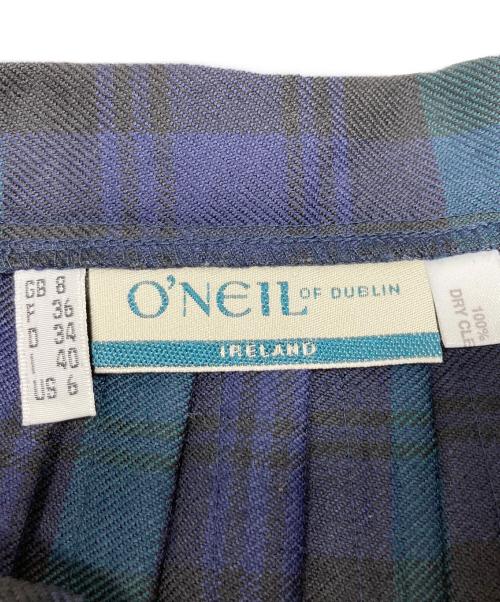 GB 8
F 36
D 34
I 40
US 6
O'NEIL OF DUBLIN
IRELAND
100%
DRY CLE